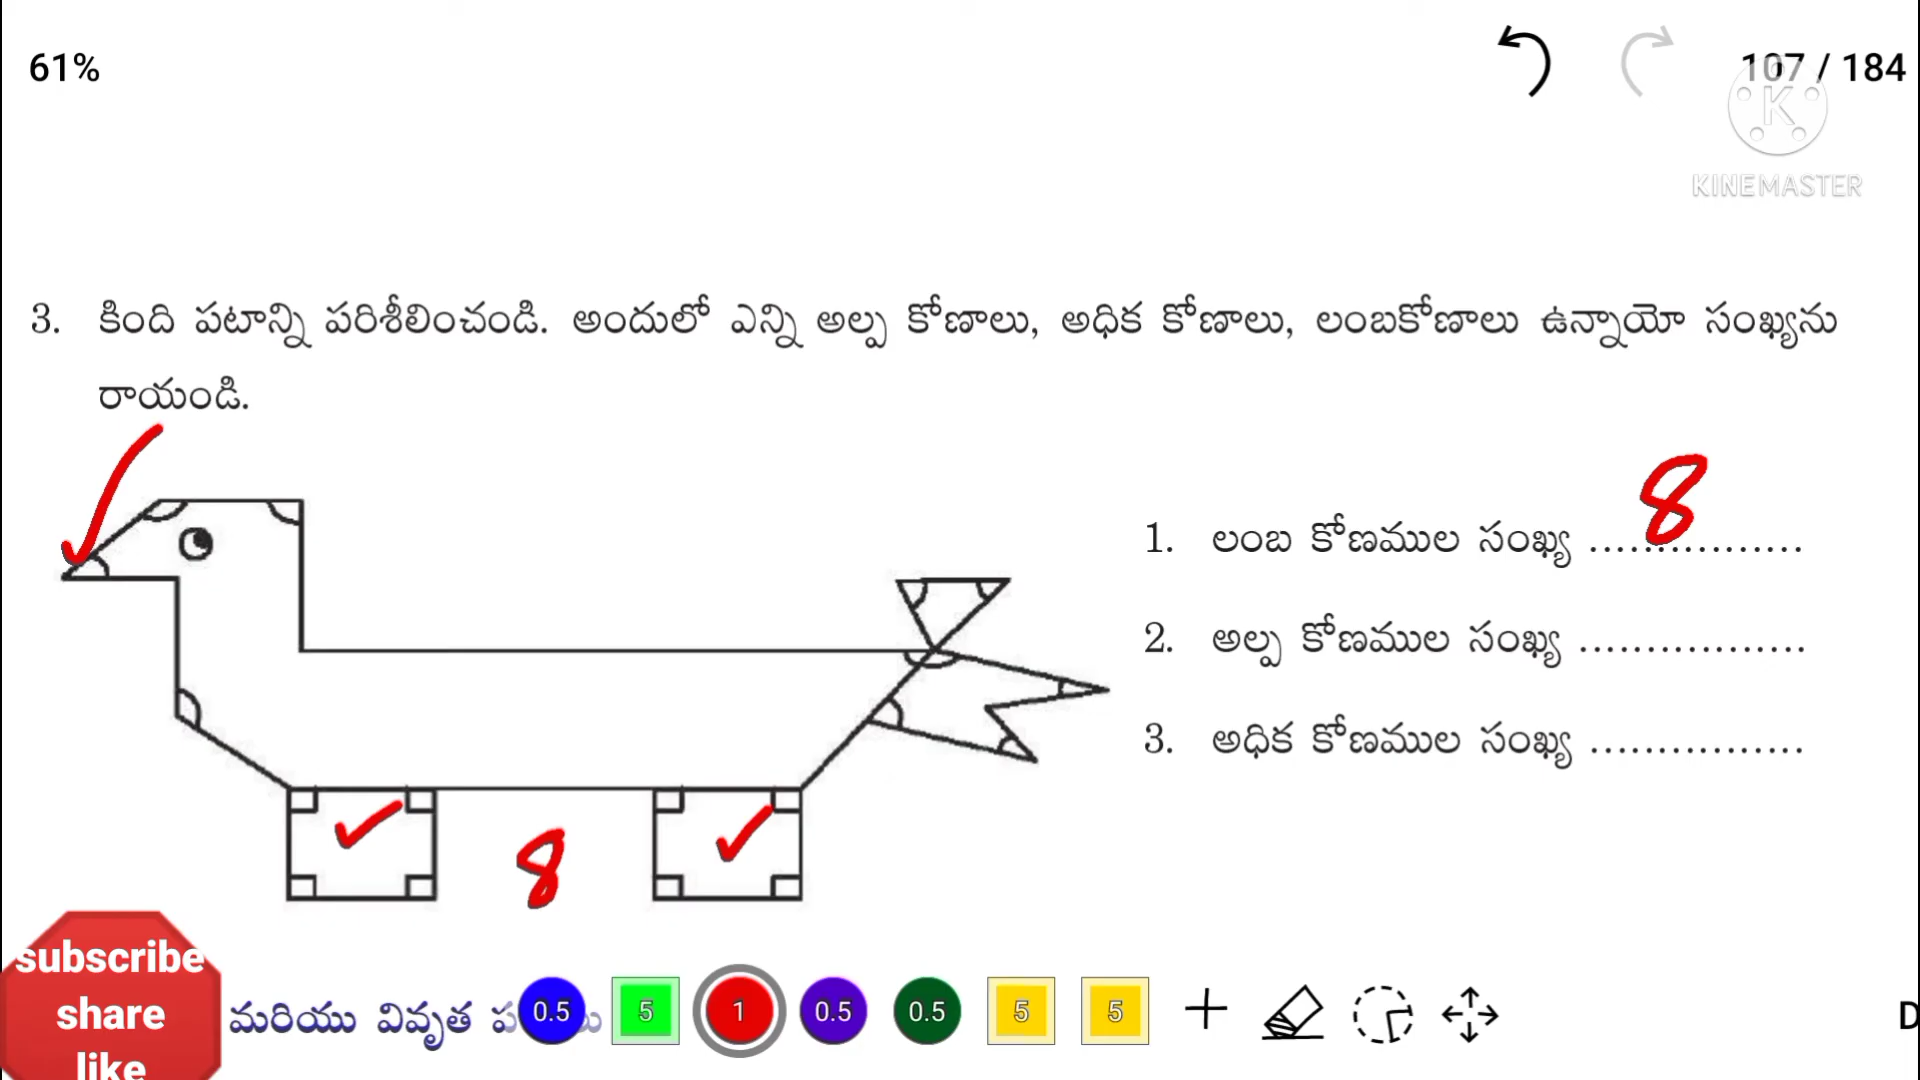 61%
107 / 184
KINEMASTER
3. కింది పటాన్ని పరిశీలించండి. అందులో ఎన్ని అల్ప కోణాలు, అధిక కోణాలు, లంబకోణాలు ఉన్నాయో సంఖ్యను
రాయండి.
1. లంబ కోణముల సంఖ్య ................ 8
2. అల్ప కోణముల సంఖ్య .................
3. అధిక కోణముల సంఖ్య ................
8
subscribe
share
like
మరియు వివృత
0.5 5 1 0.5 0.5 5 5
D